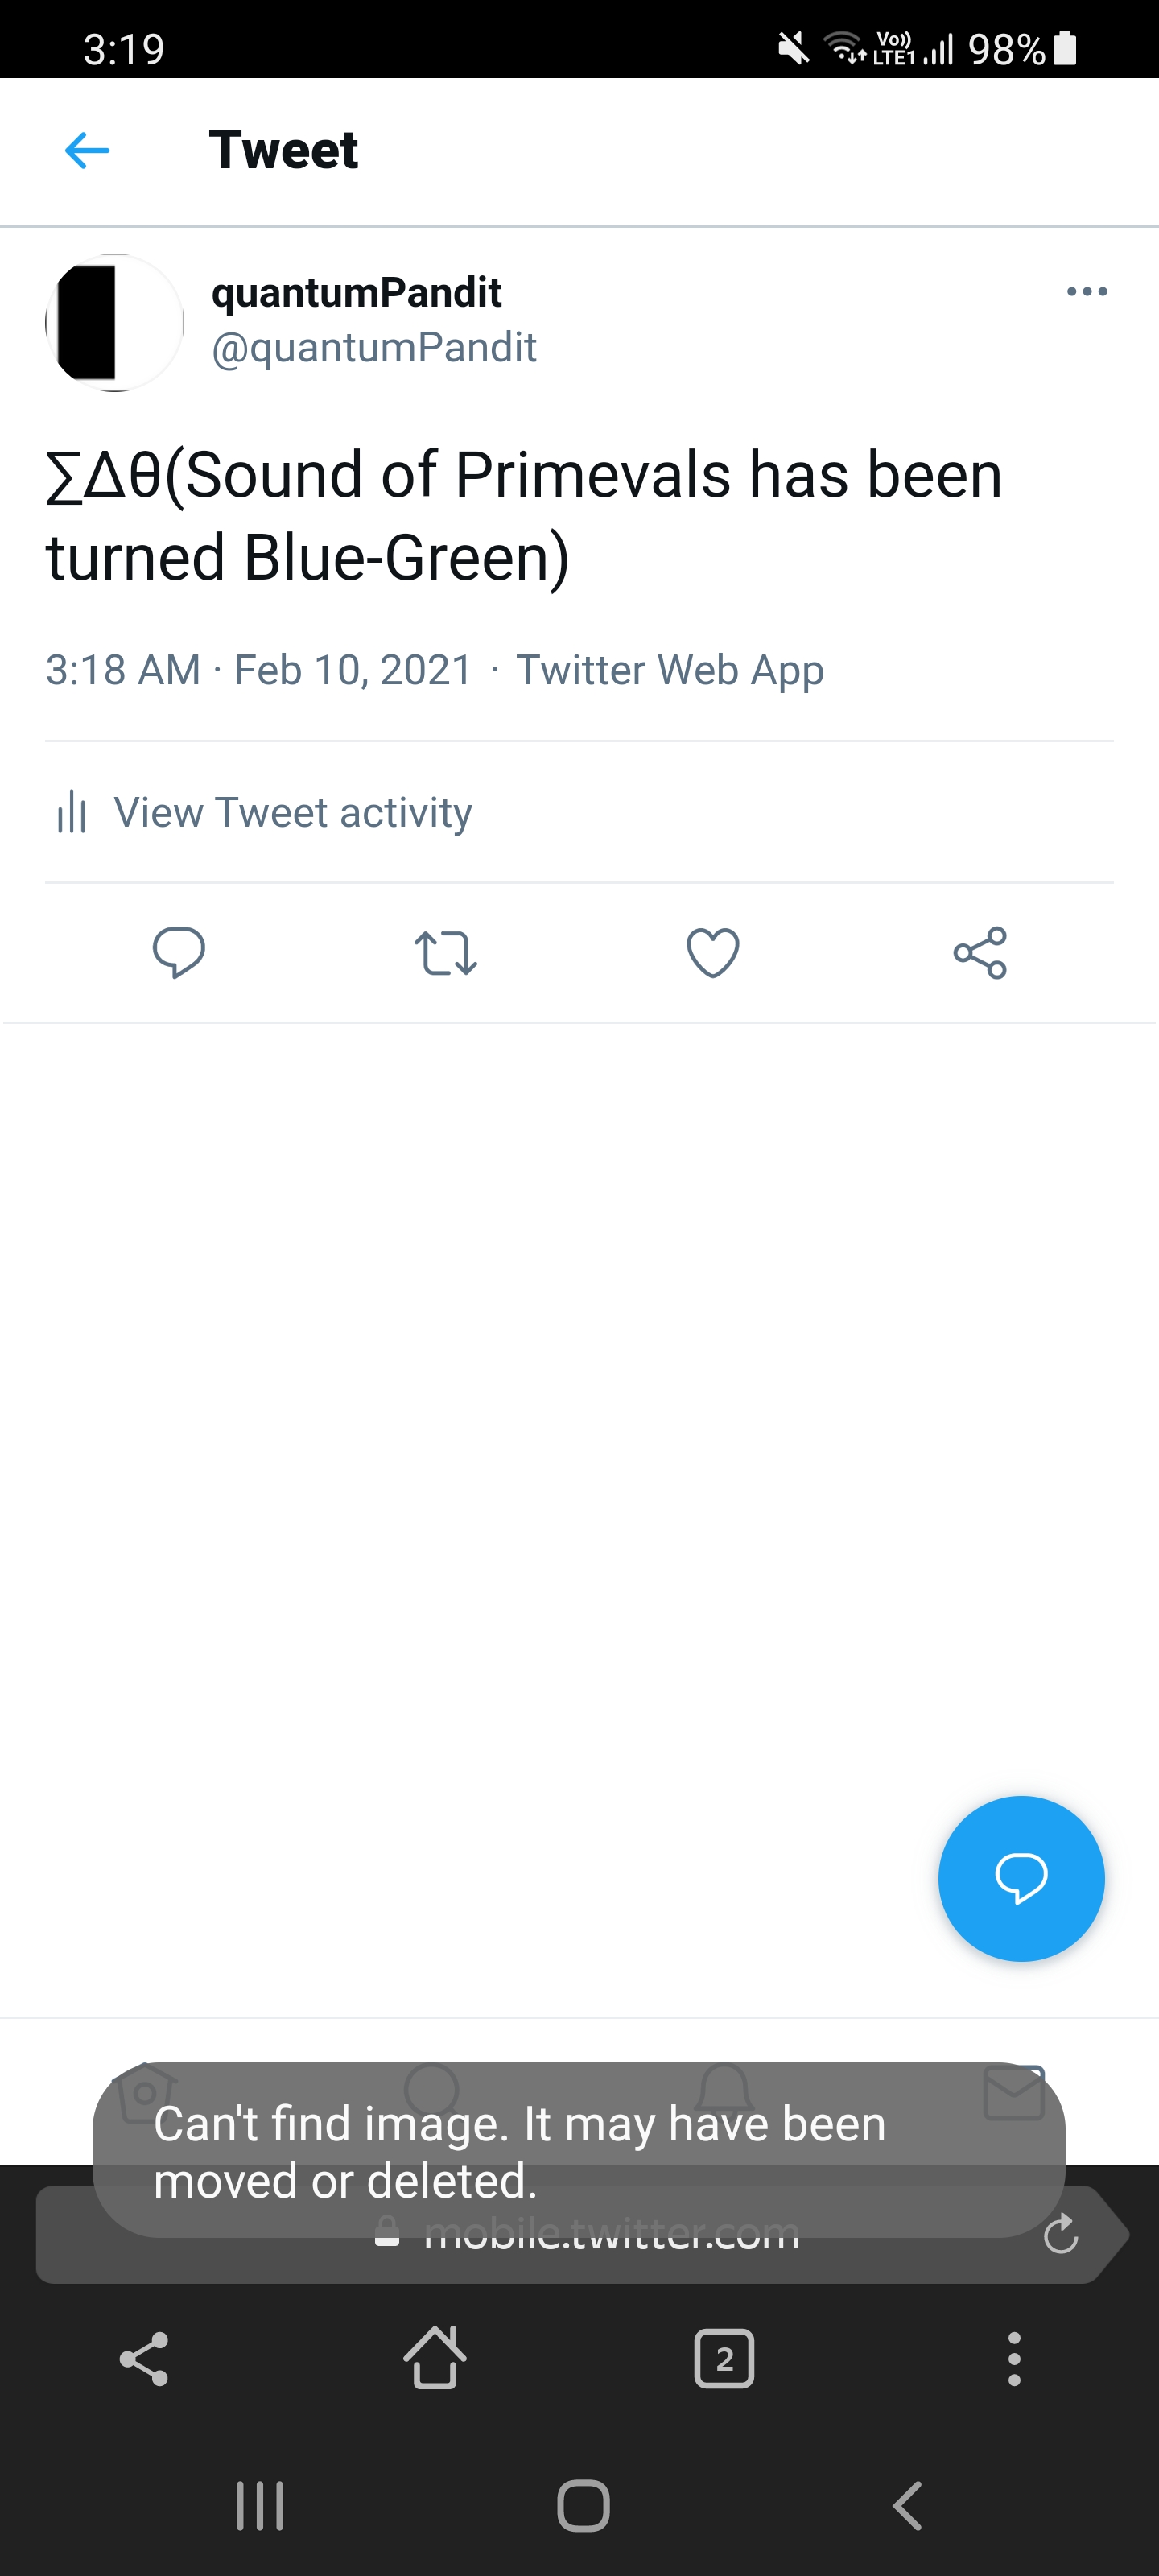 3:19
Vo))
LTE1
98%
Tweet
quantumPandit
@quantumPandit
∑Δθ(Sound of Primevals has been
turned Blue-Green)
3:18 AM · Feb 10, 2021 · Twitter Web App
View Tweet activity
Can't find image. It may have been
moved or deleted.
mobile.twitter.com
2